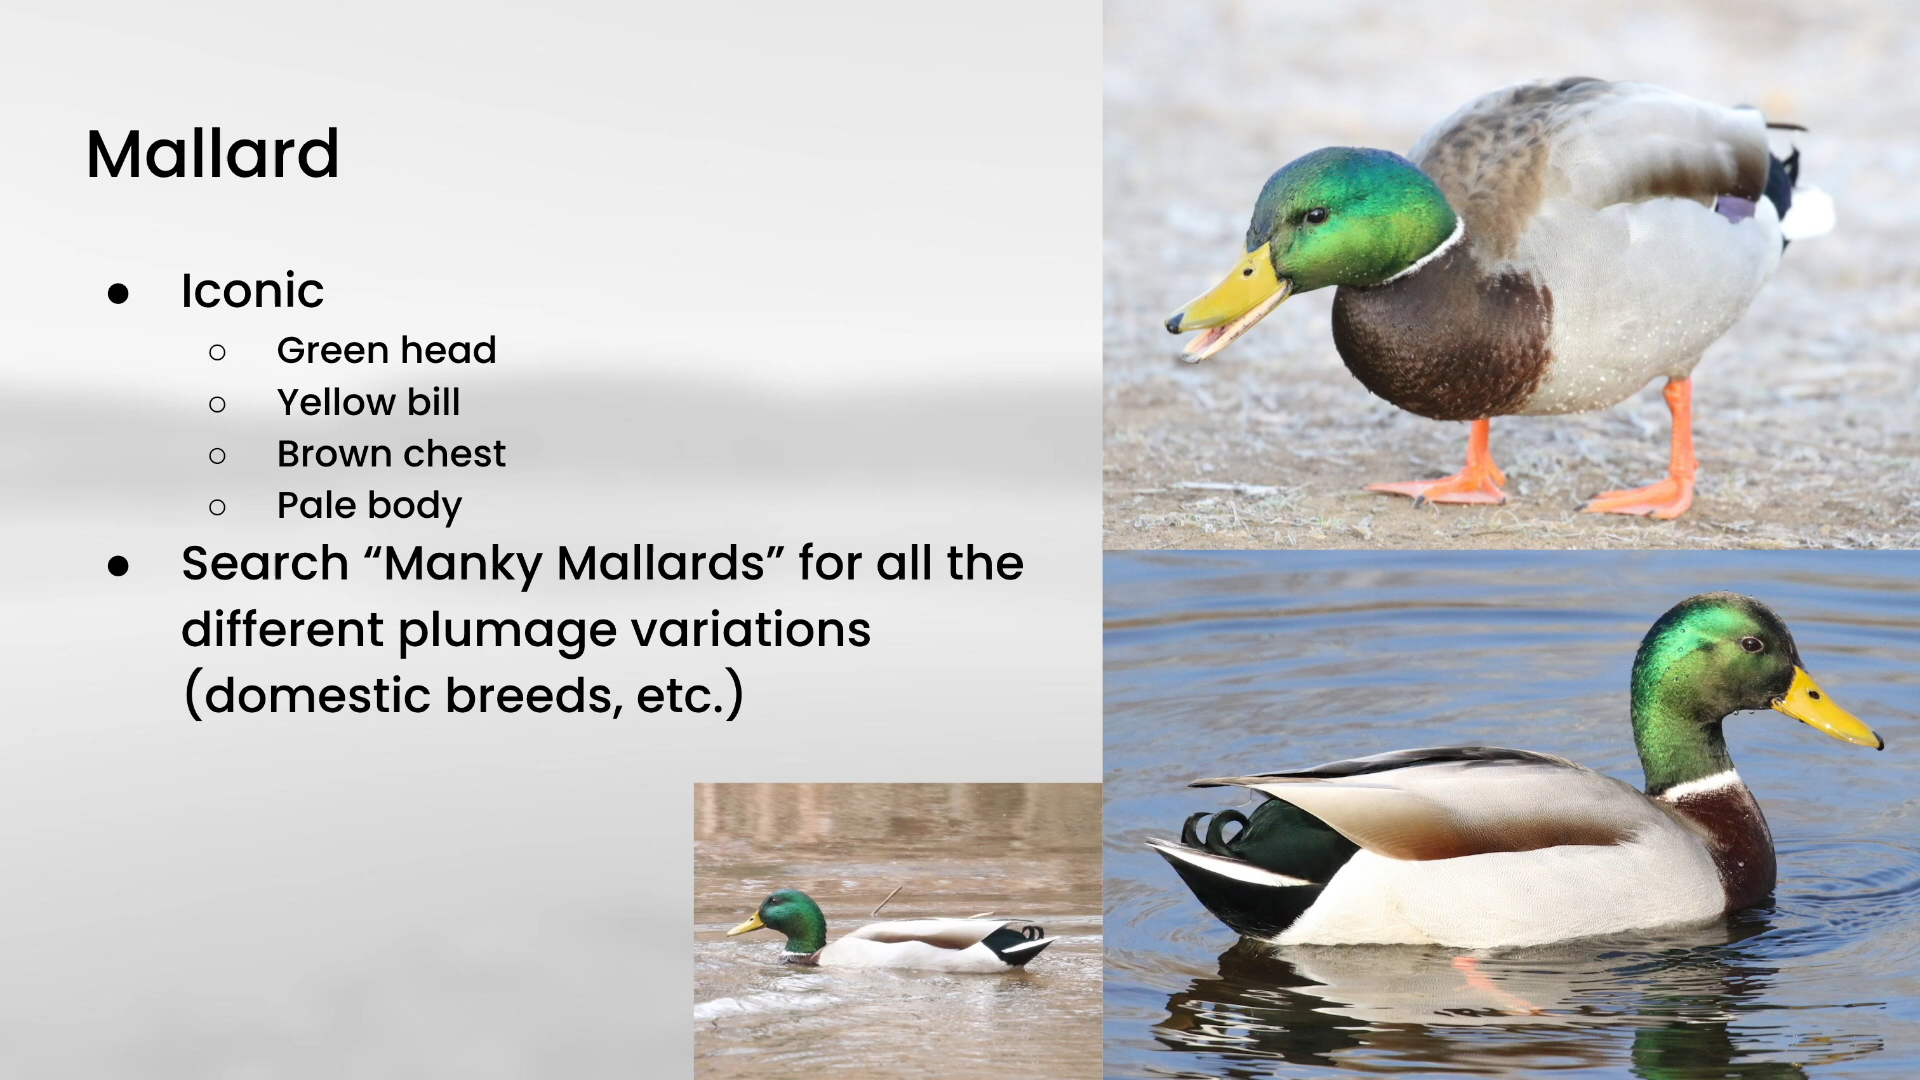 Mallard
● Iconic
○ Green head
○ Yellow bill
○ Brown chest
○ Pale body
● Search “Manky Mallards” for all the
different plumage variations
(domestic breeds, etc.)